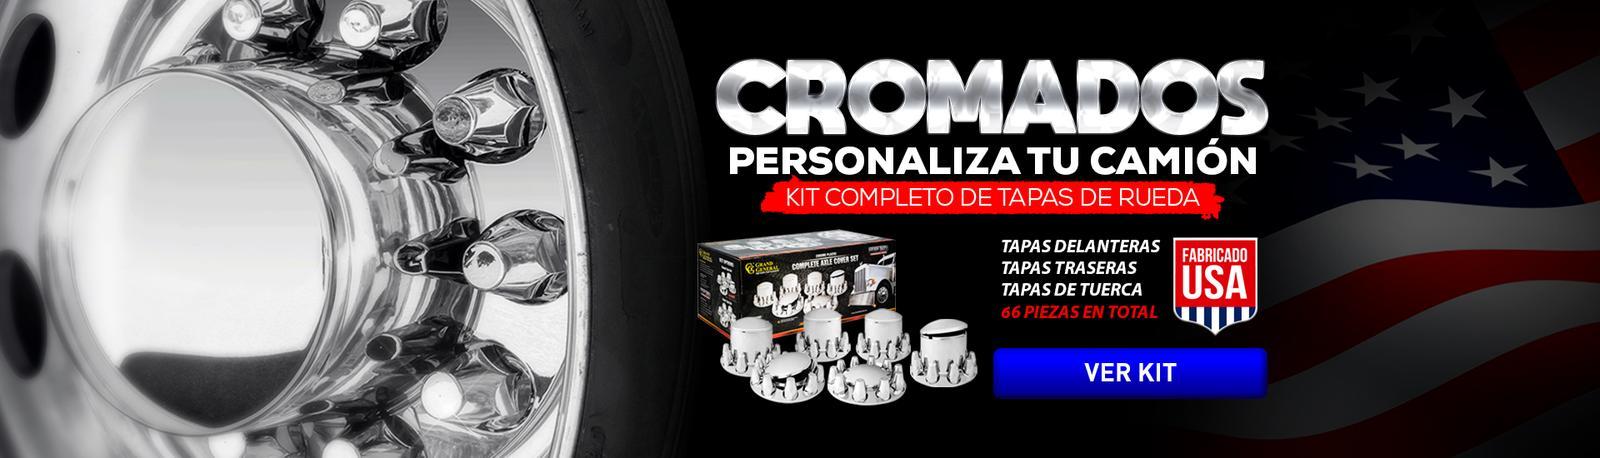 CROMADOS
PERSONALIZA TU CAMIÓN
KIT COMPLETO DE TAPAS DE RUEDA
GRAND
GENERAL
COMPLETE AXLE COVER SET
TAPAS DELANTERAS
TAPAS TRASERAS
TAPAS DE TUERCA
66 PIEZAS EN TOTAL
FABRICADO
USA
VER KIT